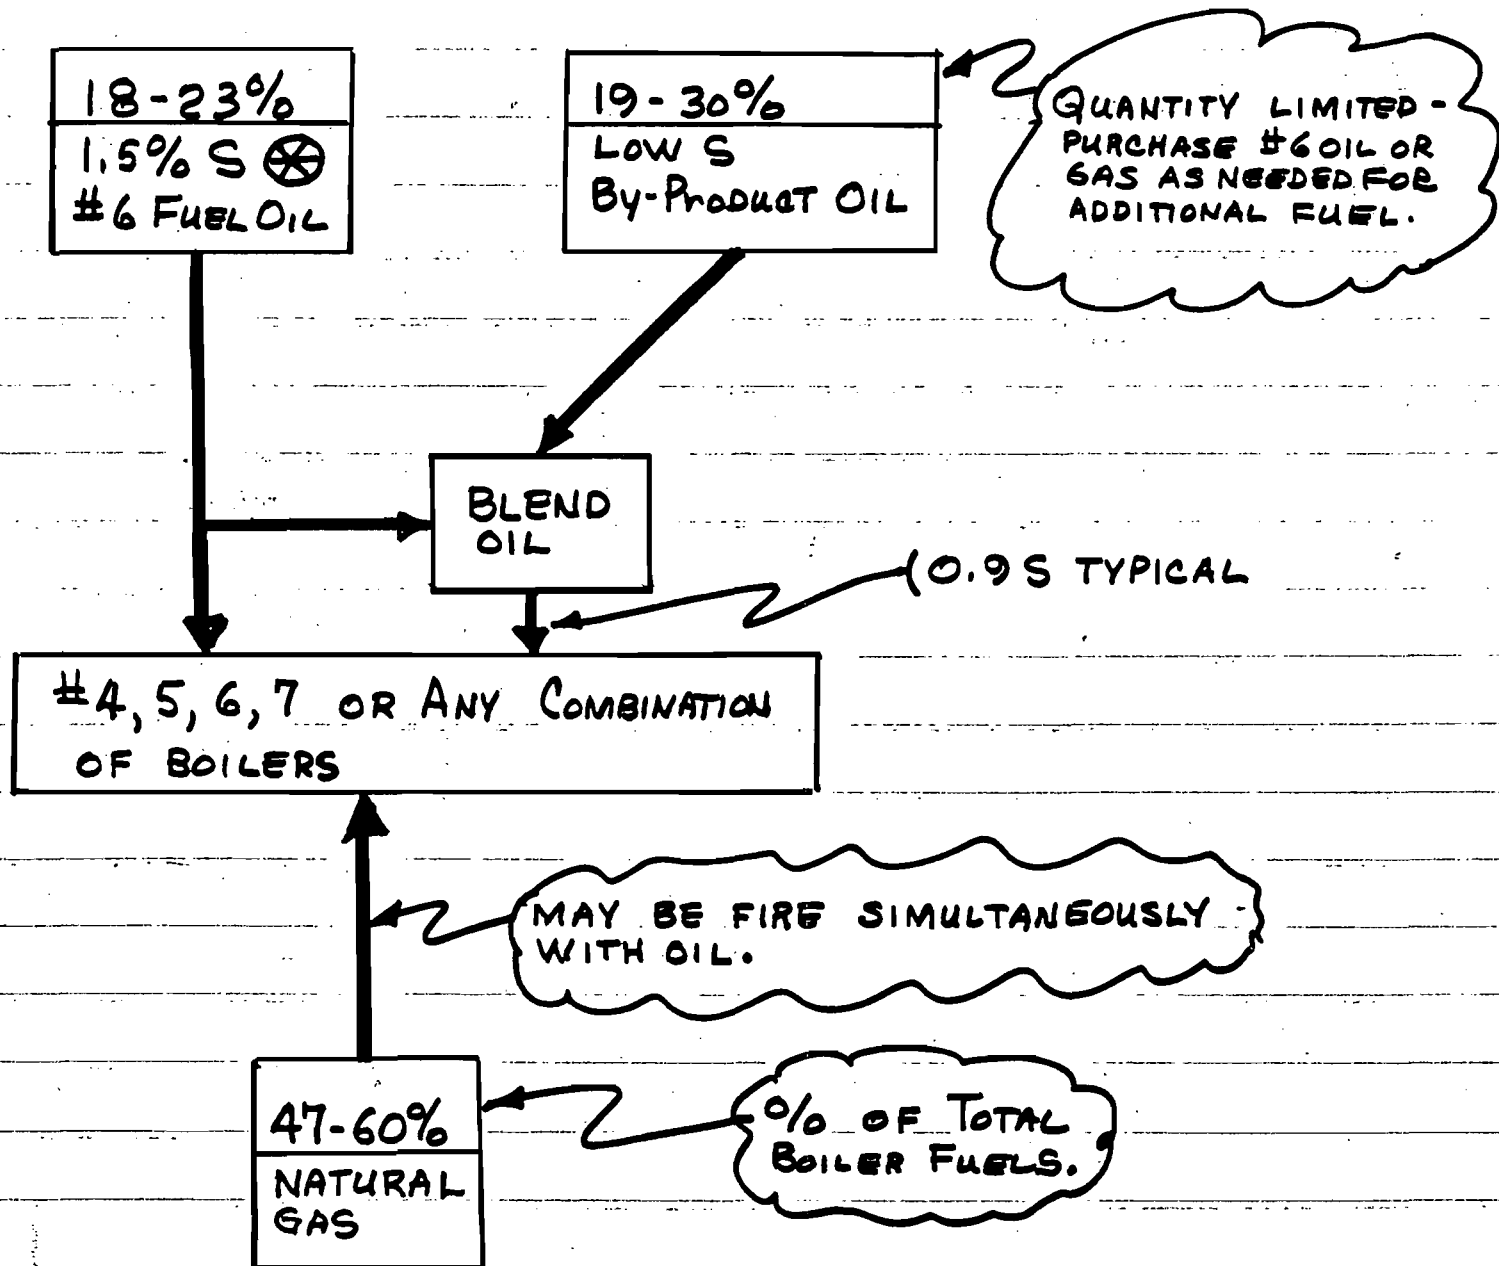 18-23%
1.5% S
#6 FUEL OIL
19-30%
LOW S
By-PRODUCT OIL
QUANTITY LIMITED -
PURCHASE #6 OIL OR
GAS AS NEEDED FOR
ADDITIONAL FUEL.
BLEND
OIL
(0.9 S TYPICAL
#4, 5, 6, 7 OR ANY COMBINATION
OF BOILERS
MAY BE FIRE SIMULTANEOUSLY
WITH OIL.
47-60%
NATURAL
GAS
% OF TOTAL
BOILER FUELS.